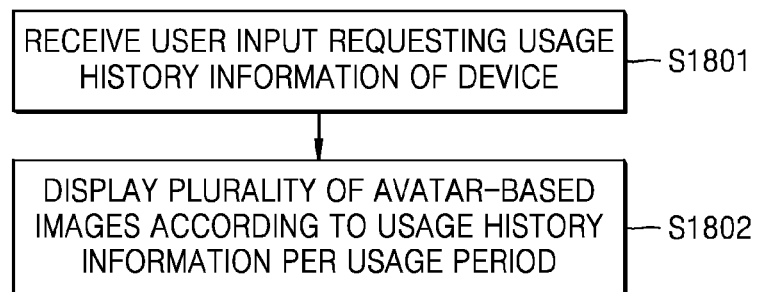 RECEIVE USER INPUT REQUESTING USAGE
HISTORY INFORMATION OF DEVICE
S1801
DISPLAY PLURALITY OF AVATAR-BASED
IMAGES ACCORDING TO USAGE HISTORY
INFORMATION PER USAGE PERIOD
S1802